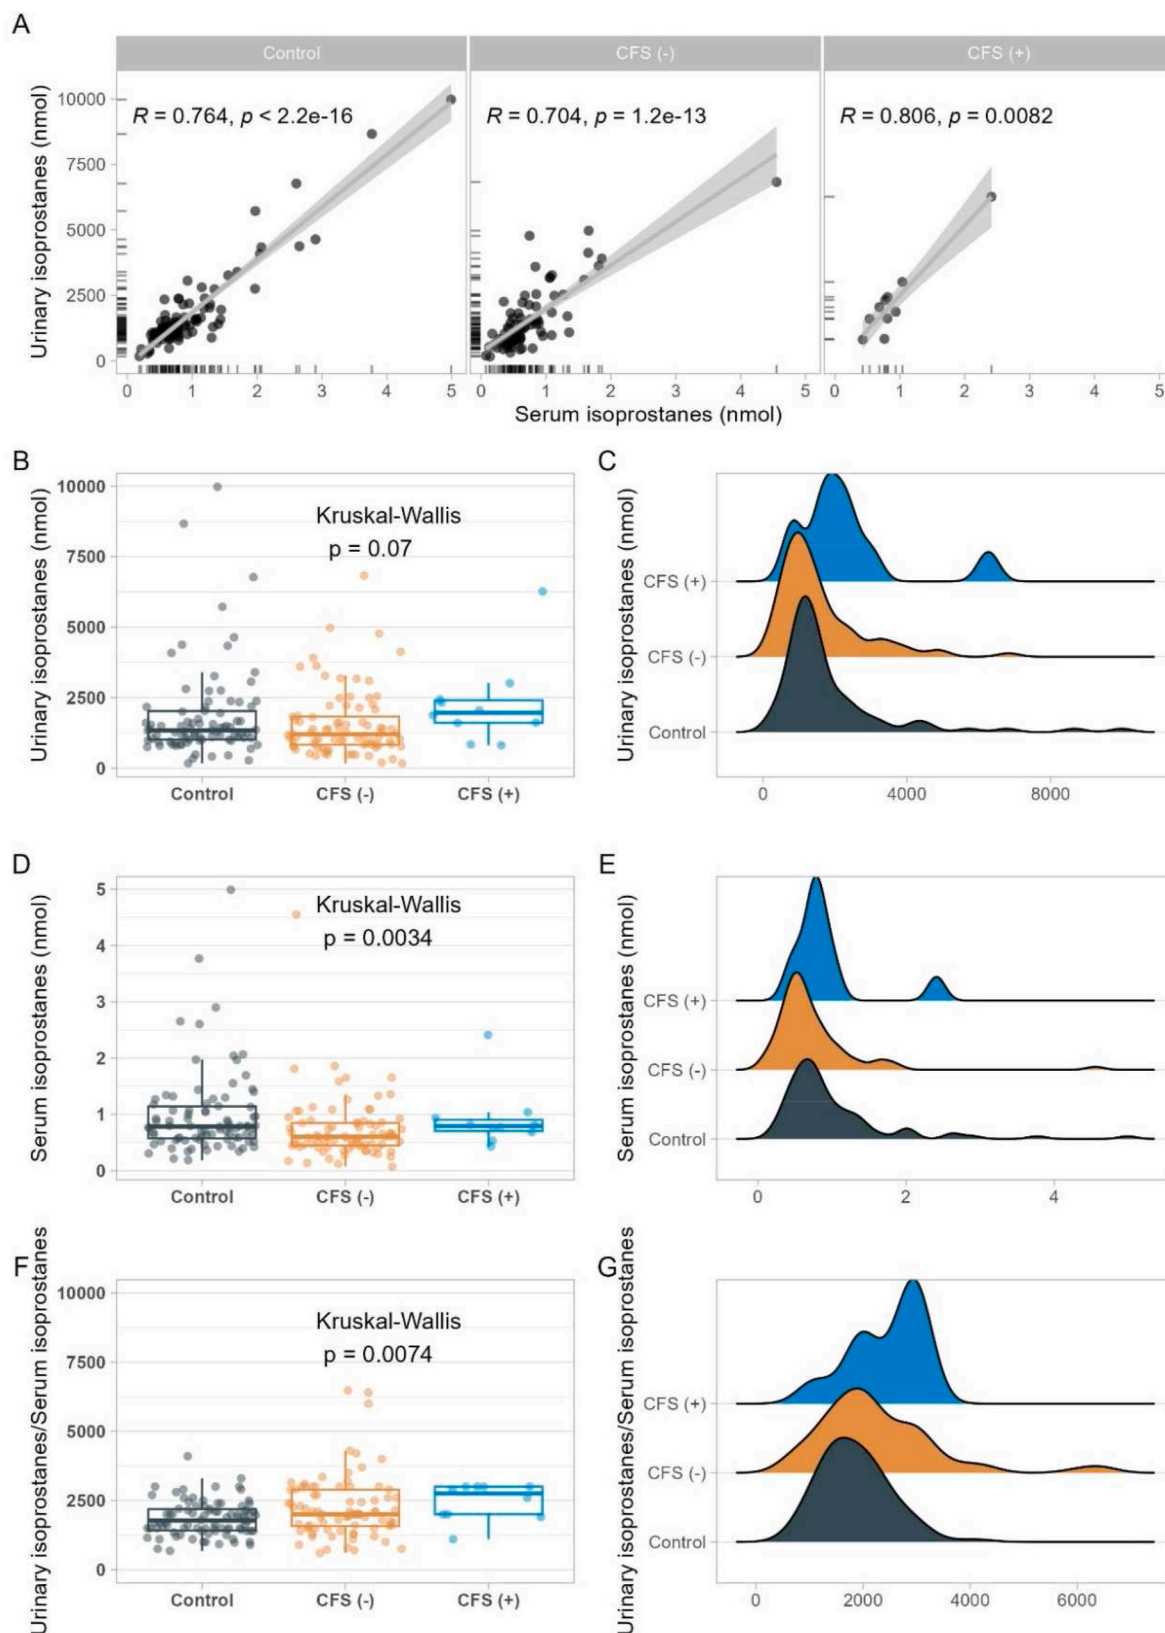 A
Control
CFS (-)
CFS (+)
Urinary isoprostanes (nmol)
10000
7500
5000
2500
0
R = 0.764, p < 2.2e-16
R = 0.704, p = 1.2e-13
R = 0.806, p = 0.0082
0 1 2 3 4 5
0 1 2 3 4 5
0 1 2 3 4 5
Serum isoprostanes (nmol)
B
Urinary isoprostanes (nmol)
10000
7500
5000
2500
0
Kruskal-Wallis
p = 0.07
Control
CFS (-)
CFS (+)
C
Urinary isoprostanes (nmol)
CFS (+)
CFS (-)
Control
0 4000 8000
D
Serum isoprostanes (nmol)
5
4
3
2
1
0
Kruskal-Wallis
p = 0.0034
Control
CFS (-)
CFS (+)
E
Serum isoprostanes (nmol)
CFS (+)
CFS (-)
Control
0 2 4
F
Urinary isoprostanes/Serum isoprostanes
10000
7500
5000
2500
0
Kruskal-Wallis
p = 0.0074
Control
CFS (-)
CFS (+)
G
Urinary isoprostanes/Serum isoprostanes
CFS (+)
CFS (-)
Control
0 2000 4000 6000